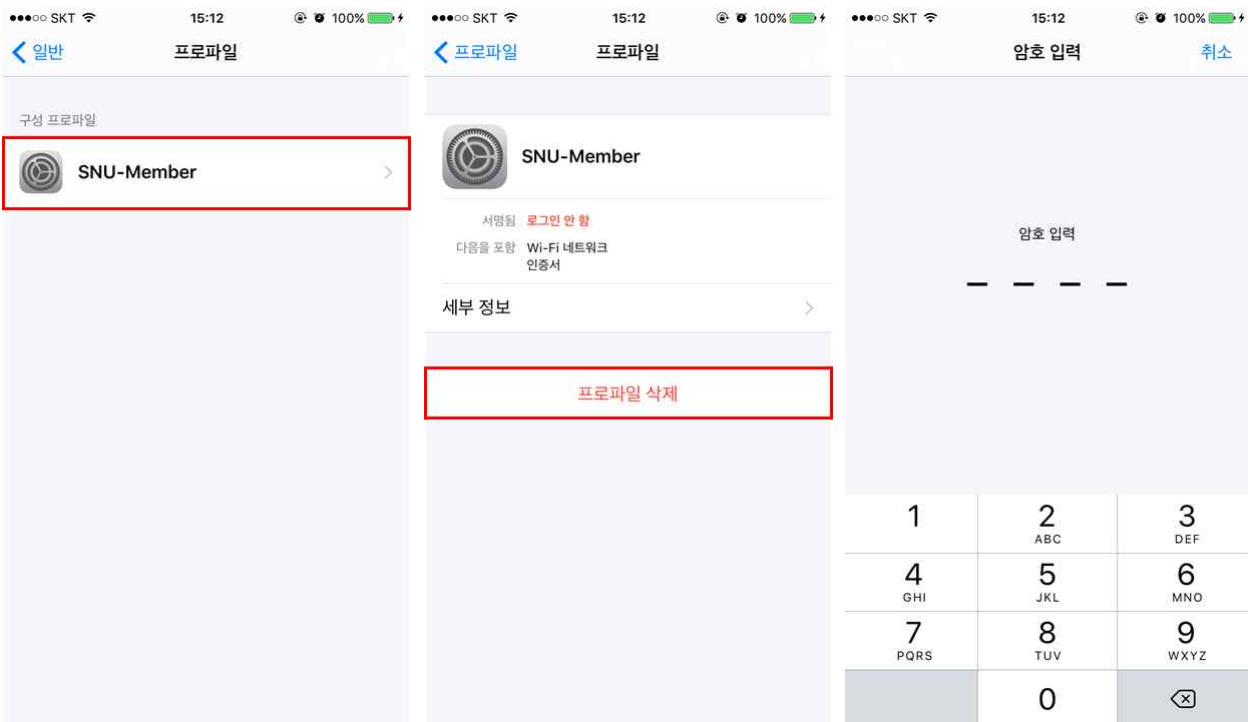 SKT 15:12 100%
일반 프로파일
구성 프로파일
SNU-Member
SKT 15:12 100%
프로파일 프로파일
SNU-Member
서명됨 로그인 안 함
다음을 포함 Wi-Fi 네트워크
인증서
세부 정보
프로파일 삭제
SKT 15:12 100%
암호 입력 취소
암호 입력
1 2 3
ABC DEF
4 5 6
GHI JKL MNO
7 8 9
PQRS TUV WXYZ
0